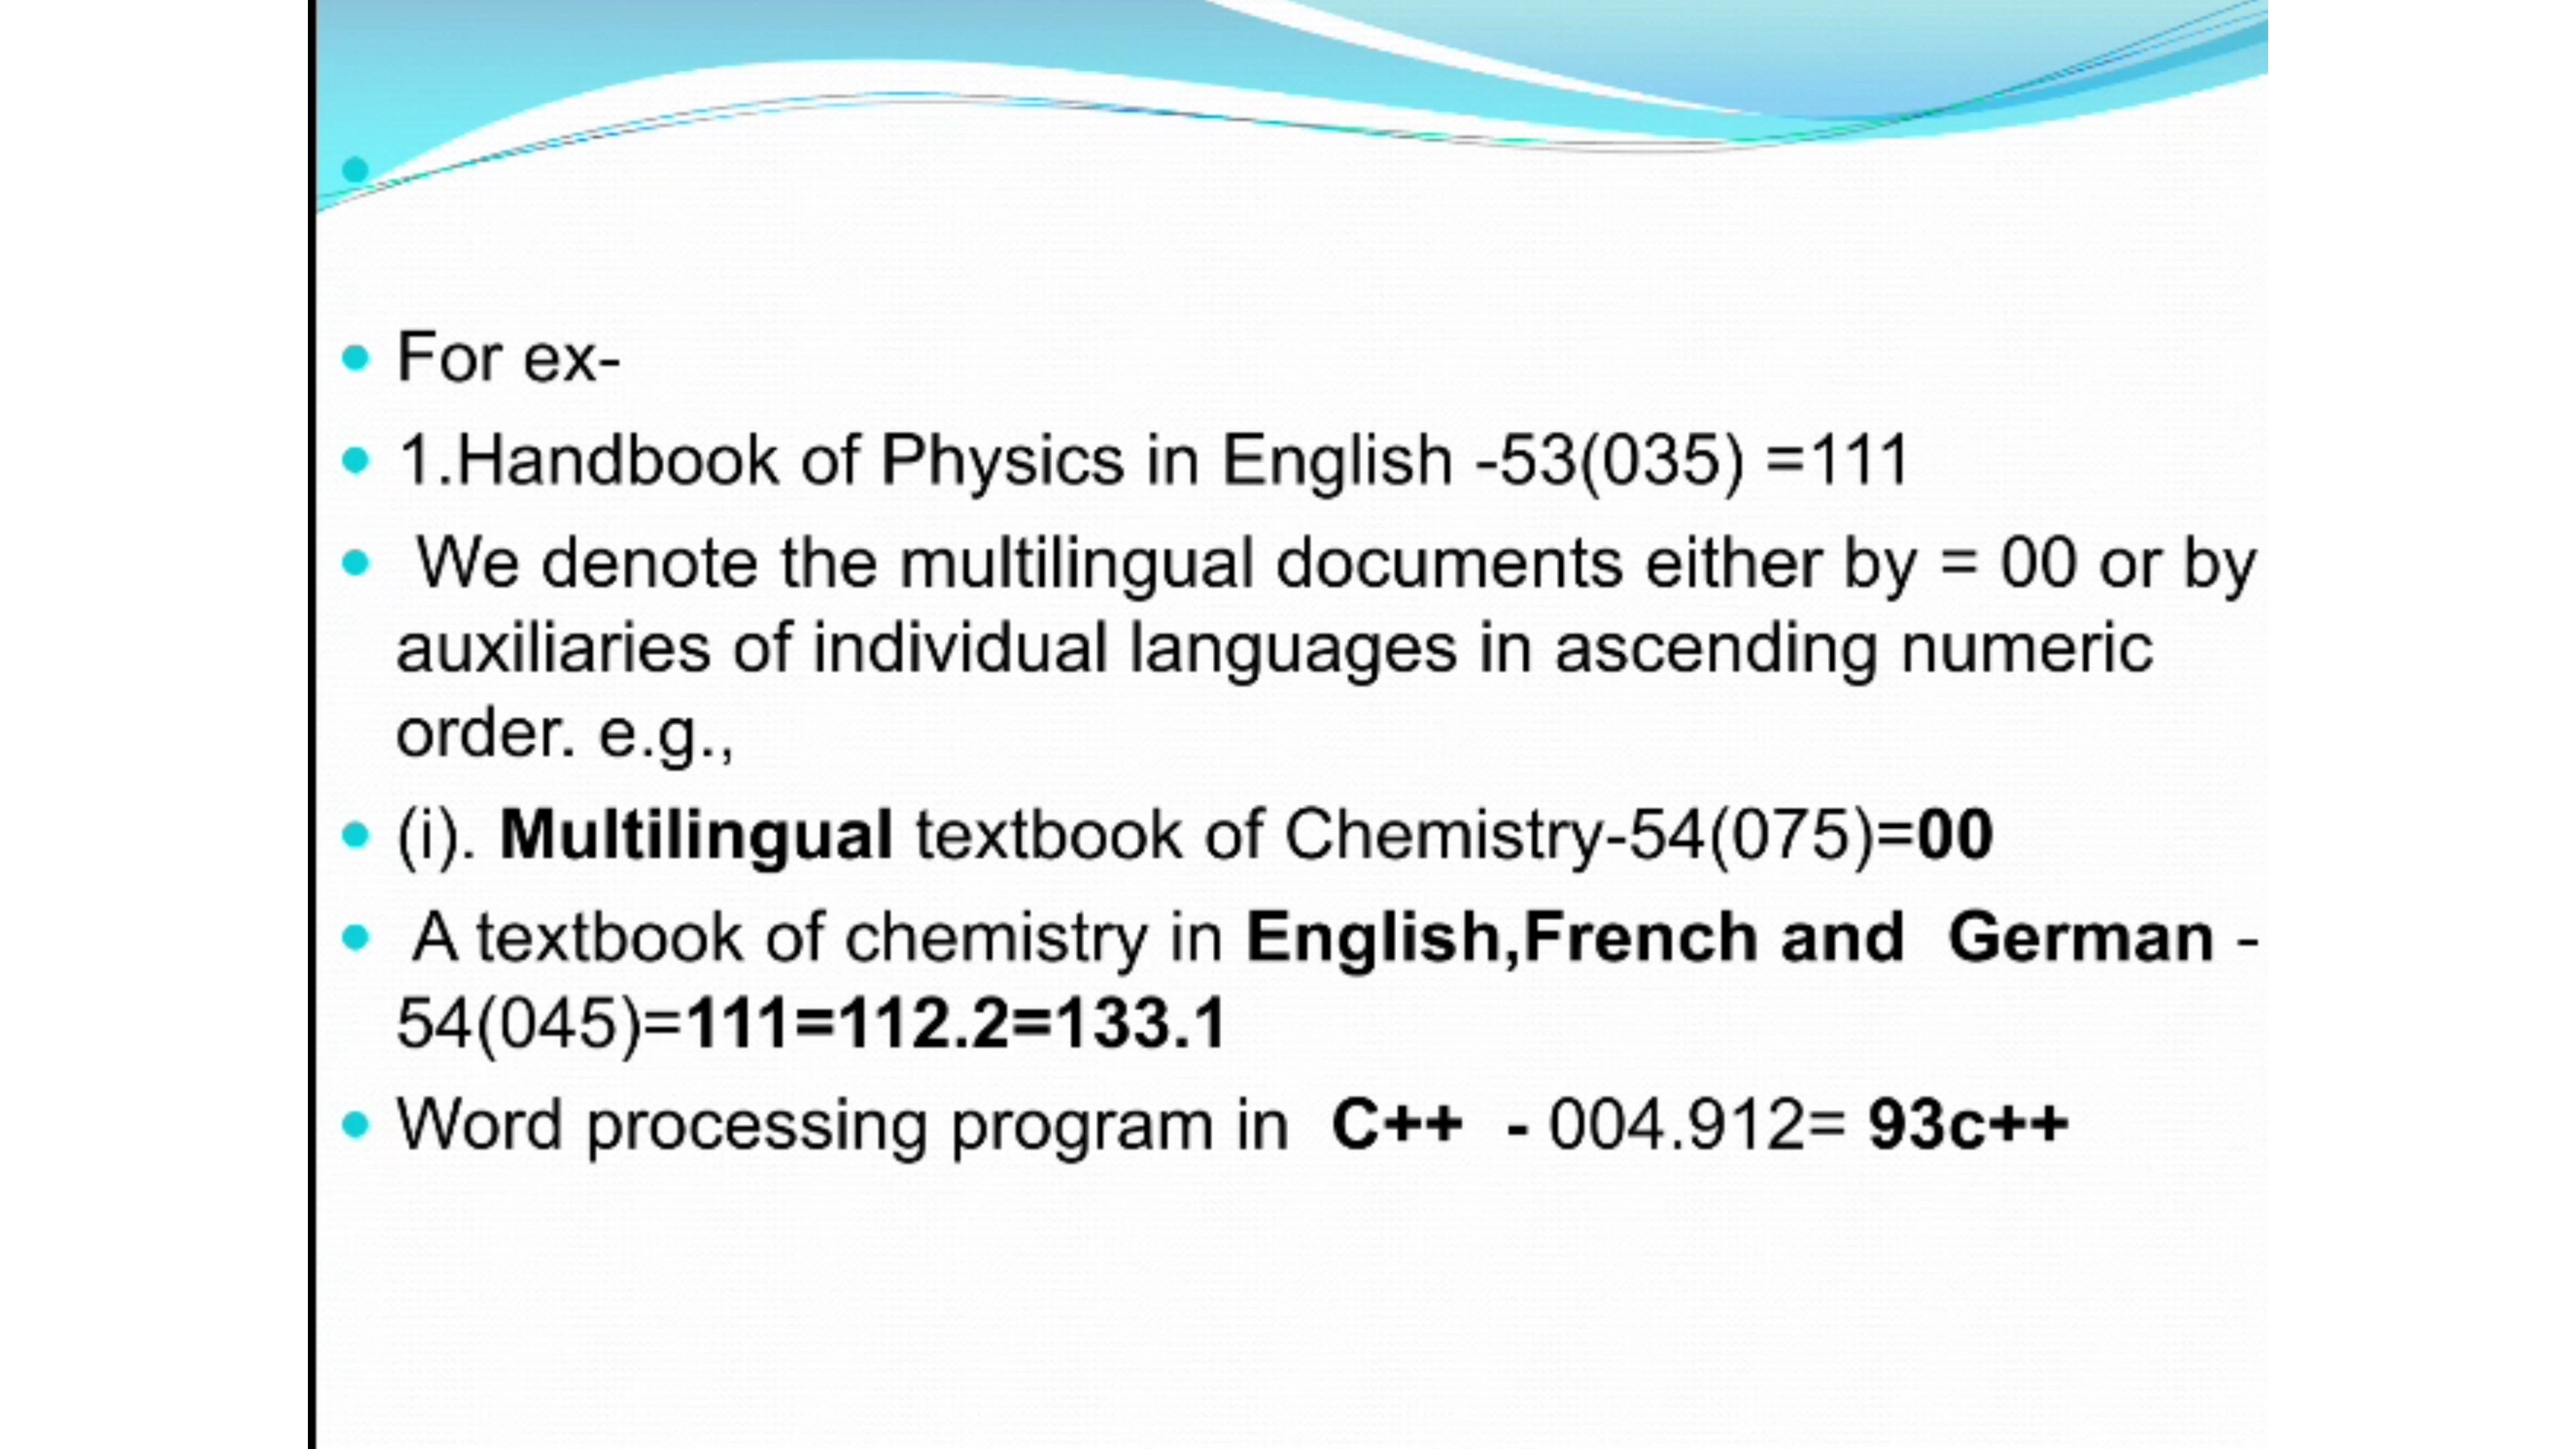 For ex-
1.Handbook of Physics in English -53(035) =111
We denote the multilingual documents either by = 00 or by
auxiliaries of individual languages in ascending numeric
order. e.g.,
(i). Multilingual textbook of Chemistry-54(075)=00
A textbook of chemistry in English,French and  German -
54(045)=111=112.2=133.1
Word processing program in  C++  - 004.912= 93c++